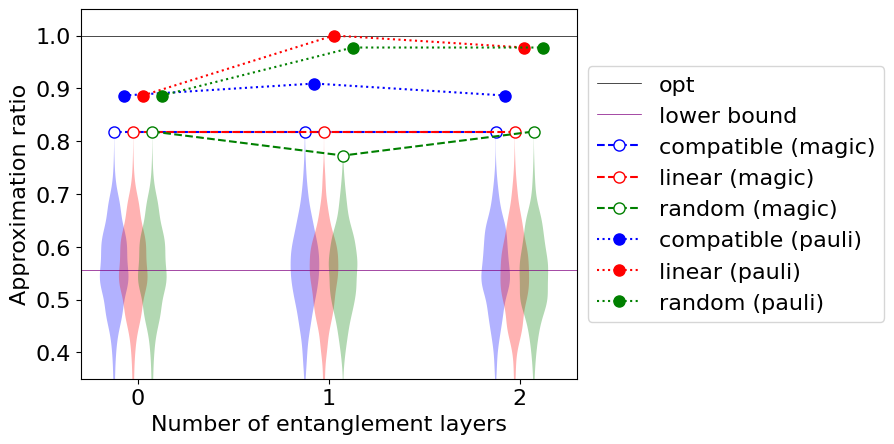 1.0
0.9
0.8
0.7
0.6
0.5
0.4
Approximation ratio
0 1 2
Number of entanglement layers
opt
lower bound
compatible (magic)
linear (magic)
random (magic)
compatible (pauli)
linear (pauli)
random (pauli)